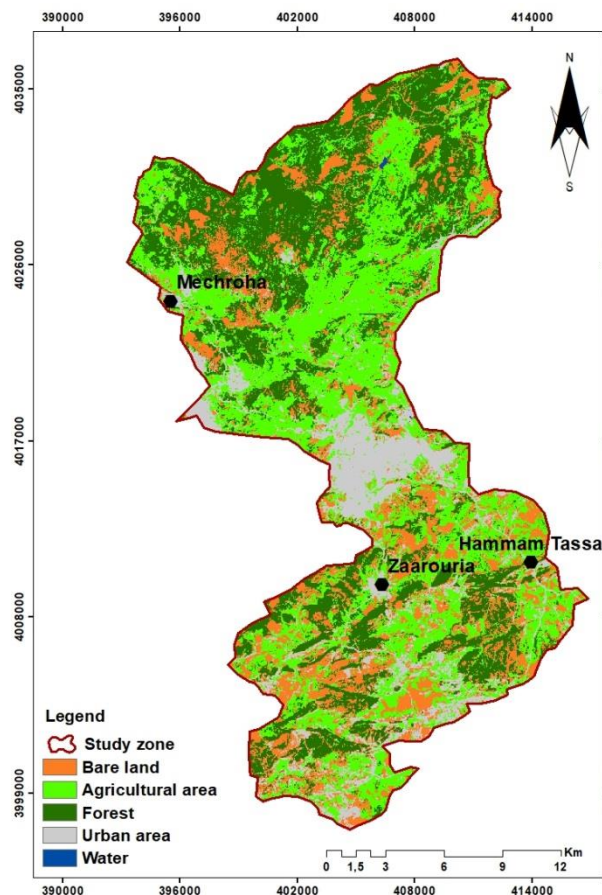 390000 396000 402000 408000 414000
4035000
N
S
4026000
Mechroha
4017000
Hammam Tassa
Zaarouria
4008000
Legend
Study zone
Bare land
Agricultural area
Forest
Urban area
Water
3999000
Km
0 1,5 3 6 9 12
390000 396000 402000 408000 414000